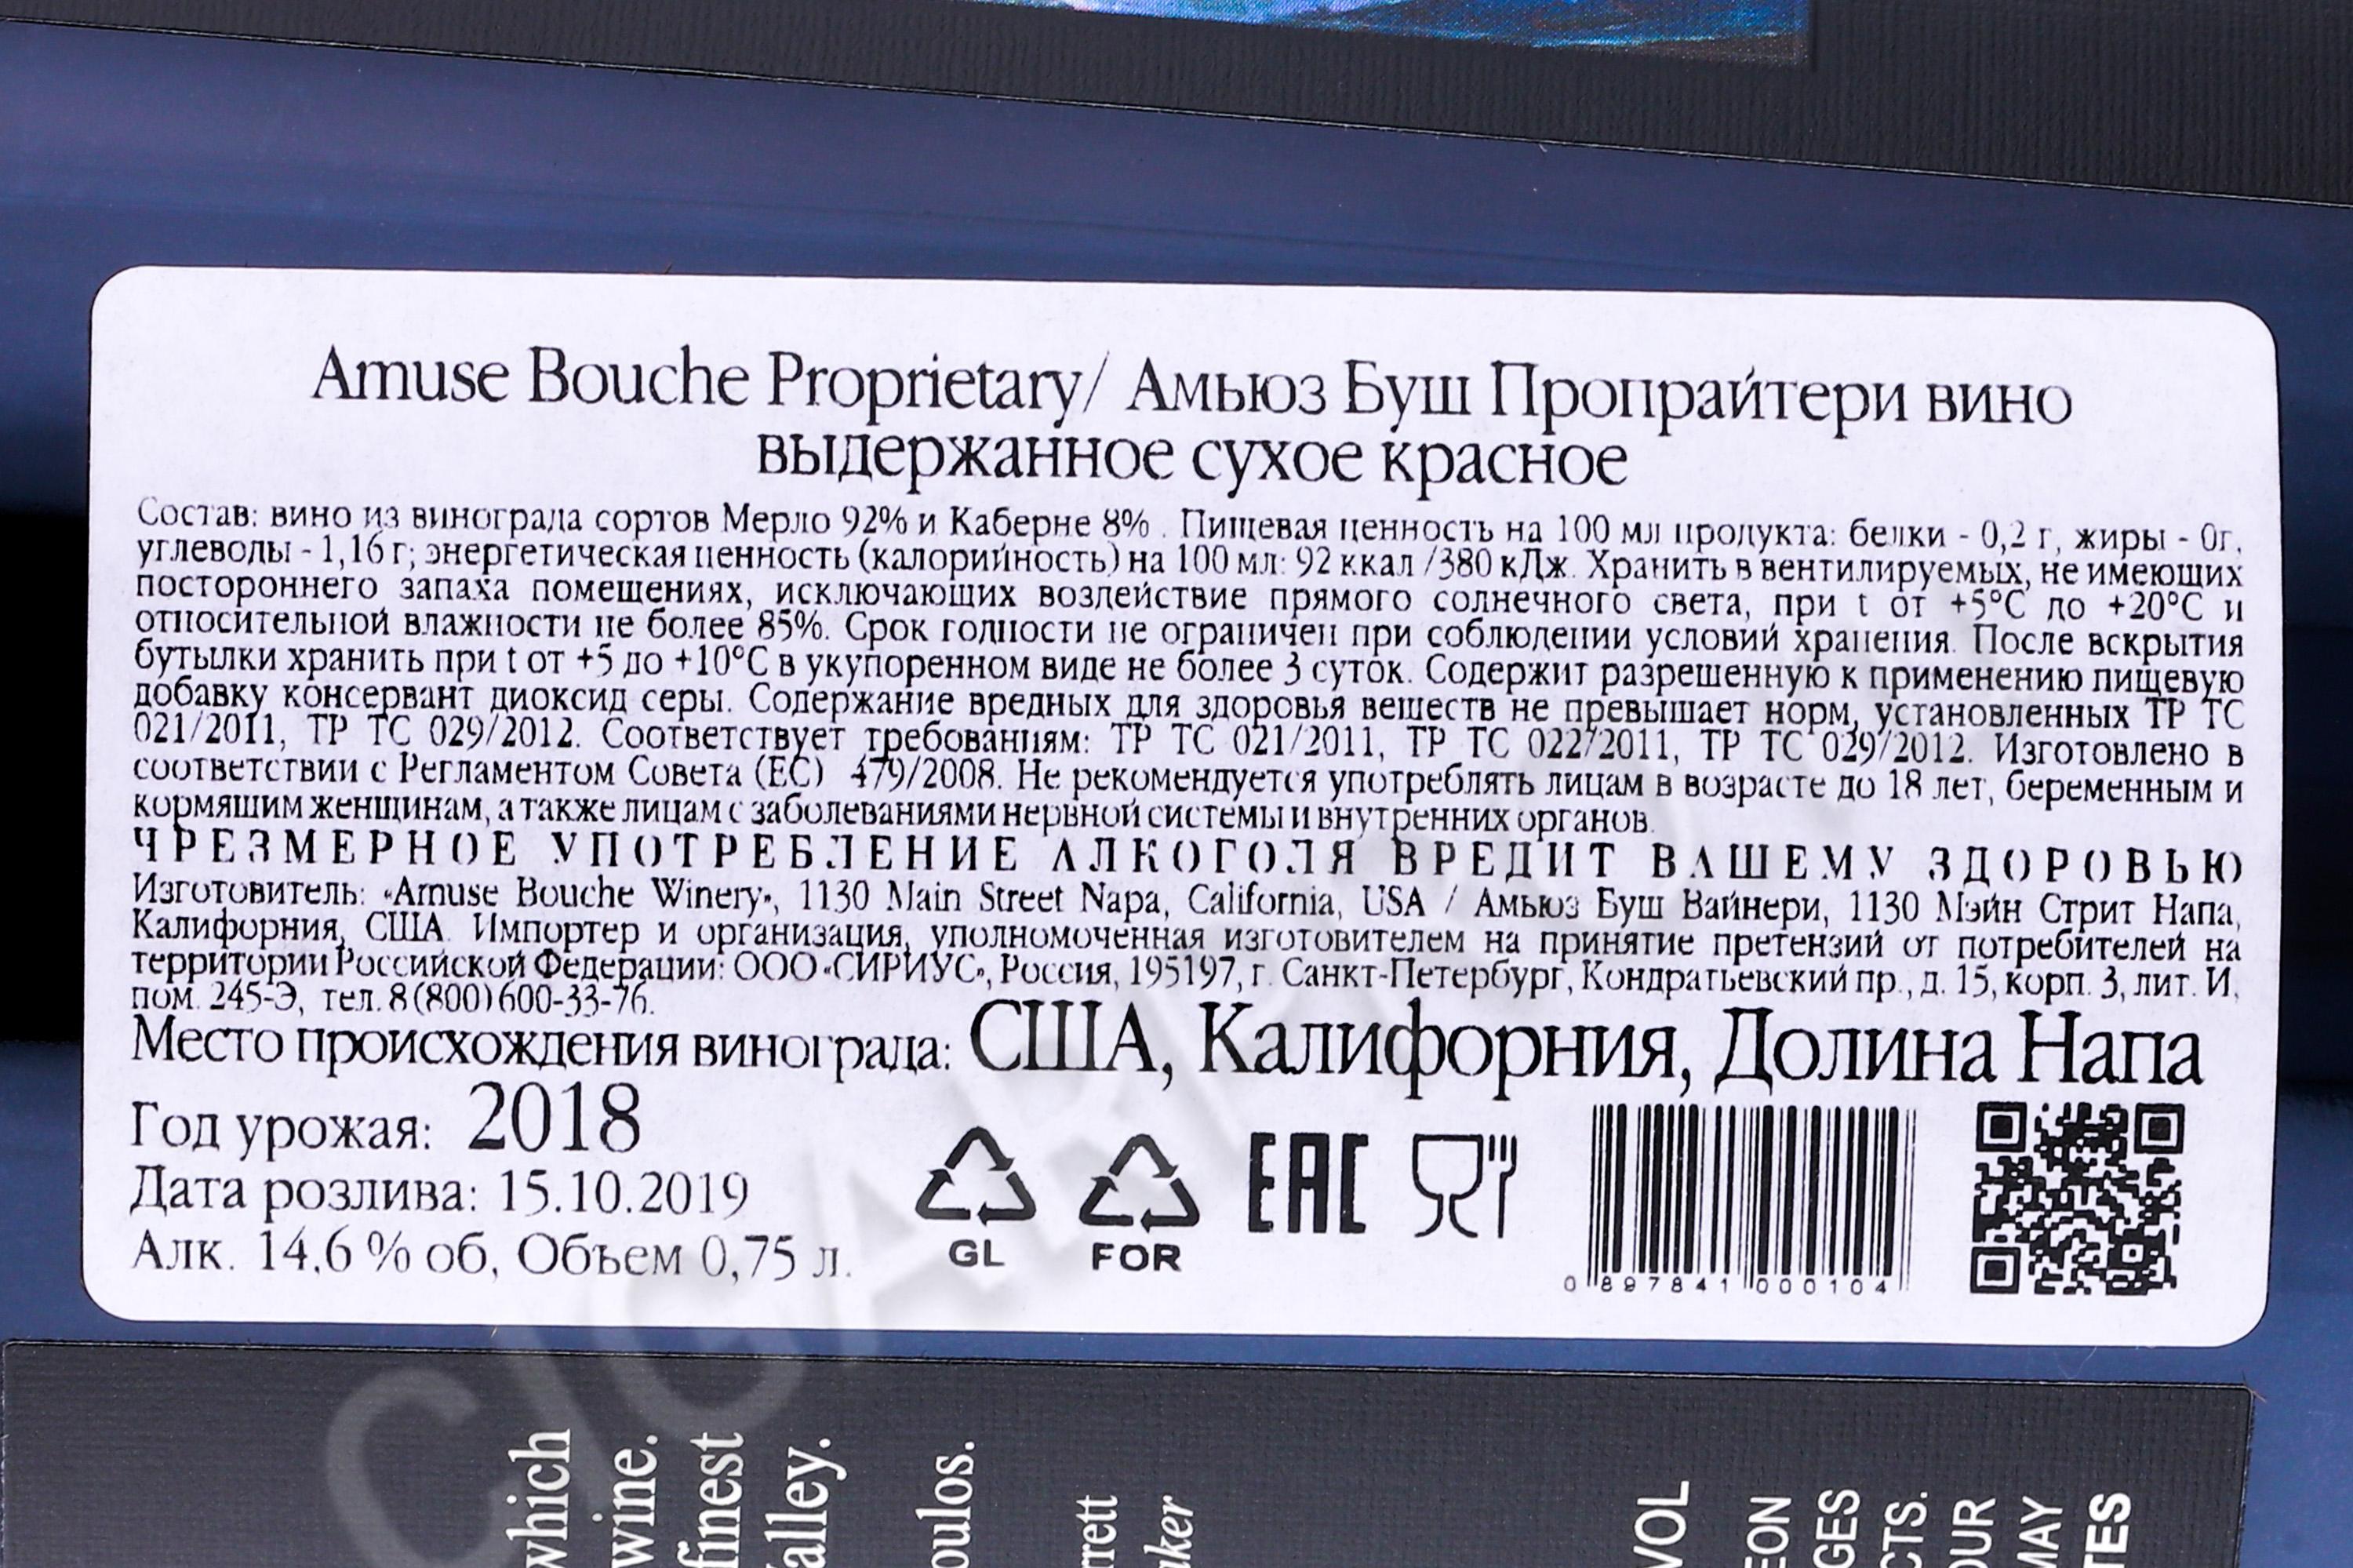 Amuse Bouche Proprietary/ Амьюз Буш Пропрайтери вино
выдержанное сухое красное
Состав: вино из винограда сортов Мерло 92% и Каберне 8% . Пищевая ценность на 100 мл продукта: белки - 0,2 г, жиры - 0г,
углеводы - 1,16 г; энергетическая ценность (калорийность) на 100 мл: 92 ккал /380 кДж. Хранить в вентилируемых, не имеющих
постороннего запаха помещениях, исключающих воздействие прямого солнечного света, при t от +5°С до +20°С и
относительной влажности не более 85%. Срок годности не ограничен при соблюдении условий хранения. После вскрытия
бутылки хранить при t от +5 до +10°С в укупоренном виде не более 3 суток. Содержит разрешенную к применению пищевую
добавку консервант диоксид серы. Содержание вредных для здоровья веществ не превышает норм, установленных ТР ТС
021/2011, ТР ТС 029/2012. Соответствует требованиям: ТР ТС 021/2011, ТР ТС 022/2011, ТР ТС 029/2012. Изготовлено в
соответствии с Регламентом Совета (ЕС) 479/2008. Не рекомендуется употреблять лицам в возрасте до 18 лет, беременным и
кормящим женщинам, а также лицам с заболеваниями нервной системы и внутренних органов.
ЧРЕЗМЕРНОЕ УПОТРЕБЛЕНИЕ АЛКОГОЛЯ ВРЕДИТ ВАШЕМУ ЗДОРОВЬЮ
Изготовитель: «Amuse Bouche Winery», 1130 Main Street Napa, California, USA / Амьюз Буш Вайнери, 1130 Мэйн Стрит Напа,
Калифорния, США. Импортер и организация, уполномоченная изготовителем на принятие претензий от потребителей на
территории Российской Федерации: ООО «СИРИУС», Россия, 195197, г. Санкт-Петербург, Кондратьевский пр., д. 15, корп. 3, лит. И,
пом. 245-Э, тел. 8 (800) 600-33-76.
Место происхождения винограда: США, Калифорния, Долина Напа
Год урожая: 2018
Дата розлива: 15.10.2019
Алк. 14,6 % об, Объем 0,75 л.
GL
FOR
EAC
0 897841 000104
which
wine.
finest
alley.
oulos.
rrett
ker
VOL
EON
GES
CTS.
OUR
MAY
TES